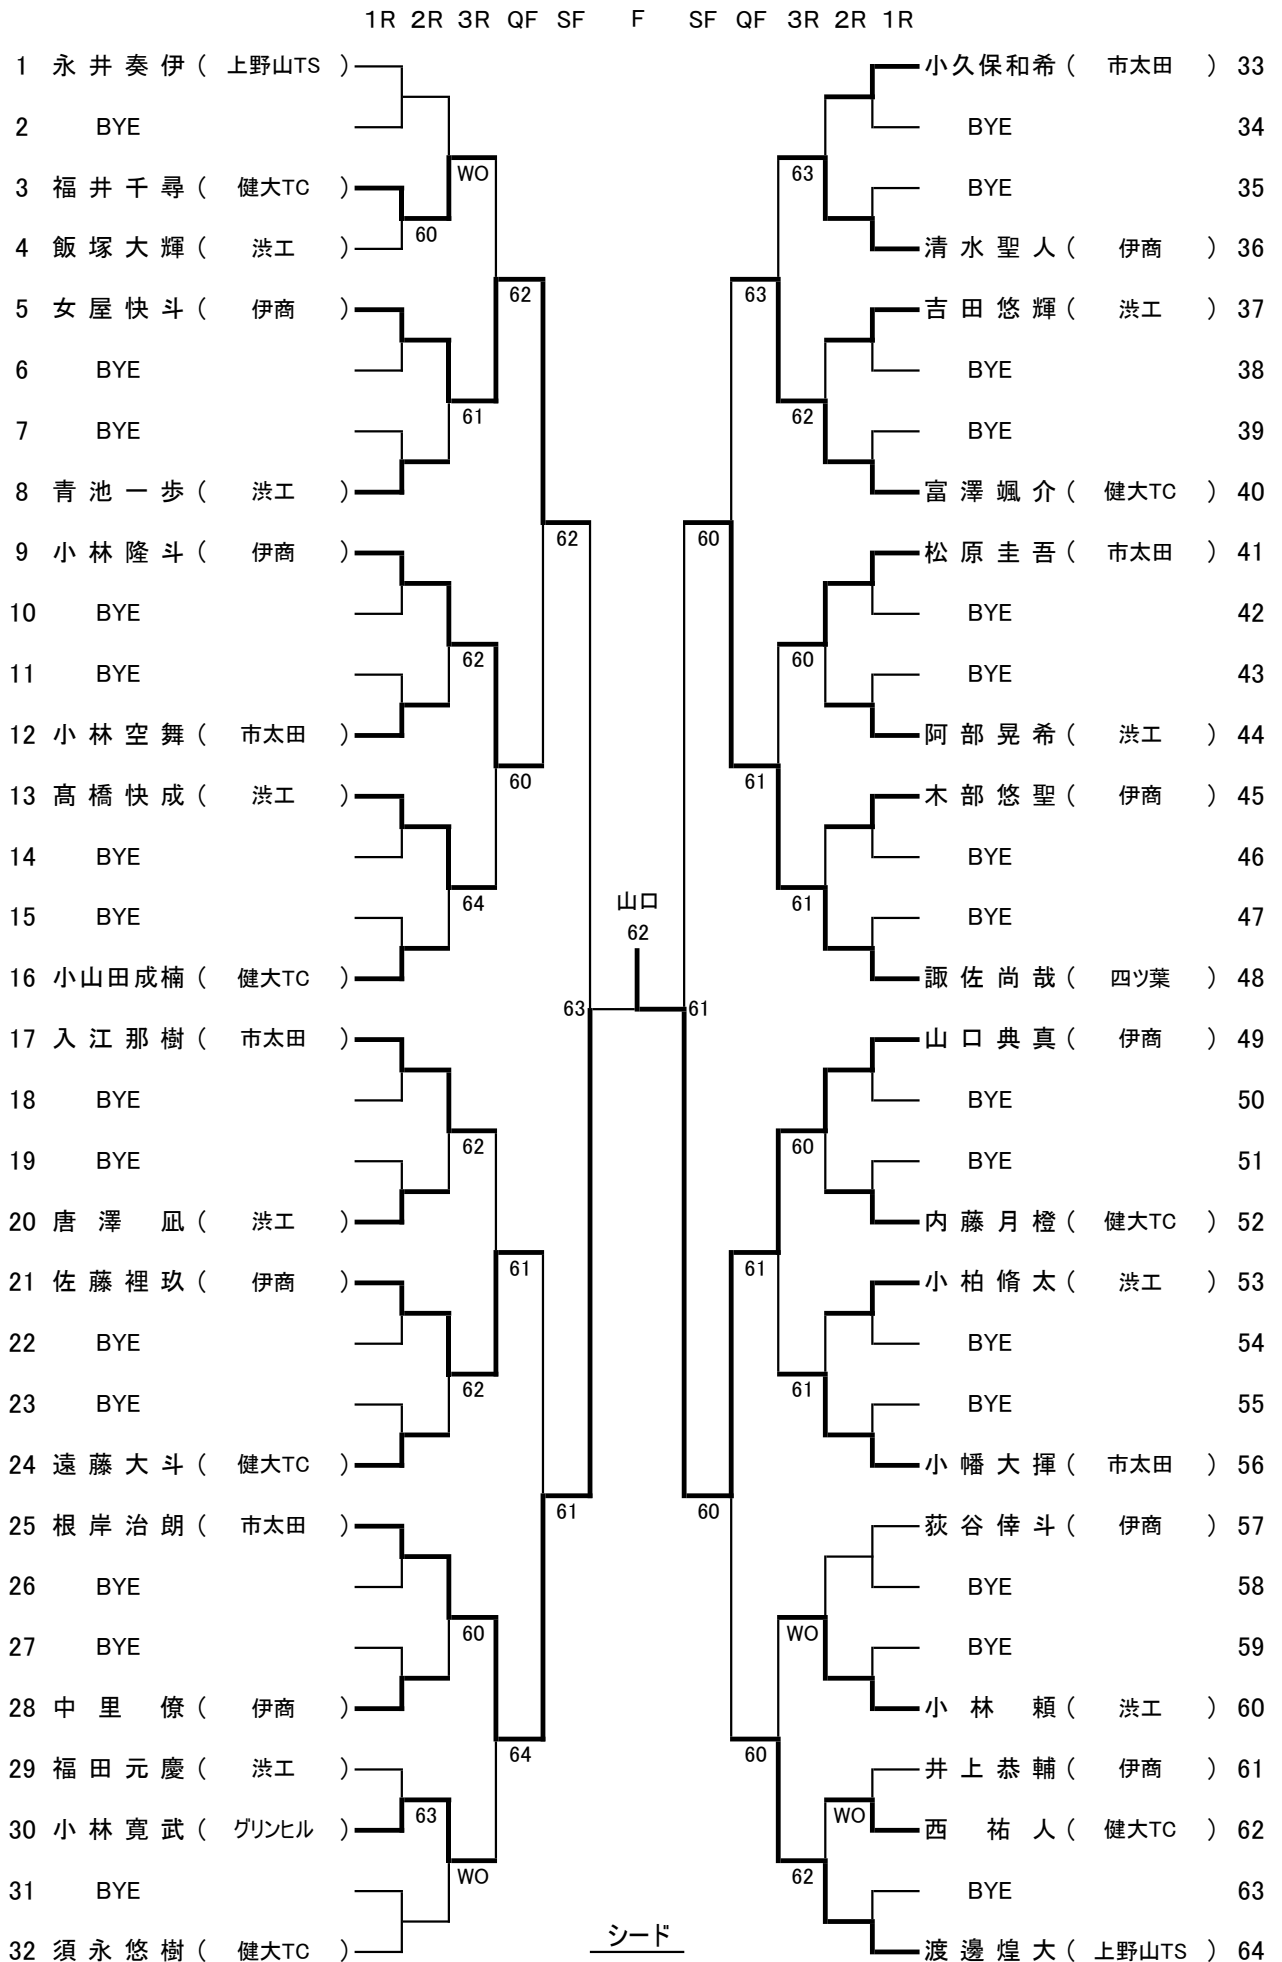 1R 2R 3R QF SF F SF QF 3R 2R 1R
1 永井奏伊 ( 上野山TS ) 小久保和希 ( 市太田 ) 33
2 BYE BYE 34
WO 63
3 福井千尋 ( 健大TC ) BYE 35
60
4 飯塚大輝 ( 渋工 ) 清水聖人 ( 伊商 ) 36
62 63
5 女屋快斗 ( 伊商 ) 吉田悠輝 ( 渋工 ) 37
6 BYE BYE 38
61 62
7 BYE BYE 39
8 青池一歩 ( 渋工 ) 富澤颯介 ( 健大TC ) 40
62 60
9 小林隆斗 ( 伊商 ) 松原圭吾 ( 市太田 ) 41
10 BYE BYE 42
62 60
11 BYE BYE 43
12 小林空舞 ( 市太田 ) 阿部晃希 ( 渋工 ) 44
60 61
13 髙橋快成 ( 渋工 ) 木部悠聖 ( 伊商 ) 45
14 BYE BYE 46
64 山口 61
15 BYE BYE 47
62
16 小山田成楠 ( 健大TC ) 諏佐尚哉 ( 四ツ葉 ) 48
63 61
17 入江那樹 ( 市太田 ) 山口典真 ( 伊商 ) 49
18 BYE BYE 50
62 60
19 BYE BYE 51
20 唐澤凪 ( 渋工 ) 内藤月橙 ( 健大TC ) 52
61 61
21 佐藤裡玖 ( 伊商 ) 小柏脩太 ( 渋工 ) 53
22 BYE BYE 54
62 61
23 BYE BYE 55
24 遠藤大斗 ( 健大TC ) 小幡大揮 ( 市太田 ) 56
61 60
25 根岸治朗 ( 市太田 ) 荻谷倖斗 ( 伊商 ) 57
26 BYE BYE 58
60 WO
27 BYE BYE 59
28 中里僚 ( 伊商 ) 小林頼 ( 渋工 ) 60
64 60
29 福田元慶 ( 渋工 ) 井上恭輔 ( 伊商 ) 61
63 WO
30 小林寛武 ( グリンヒル ) 西祐人 ( 健大TC ) 62
WO 62
31 BYE BYE 63
シード
32 須永悠樹 ( 健大TC ) 渡邊煌大 ( 上野山TS ) 64